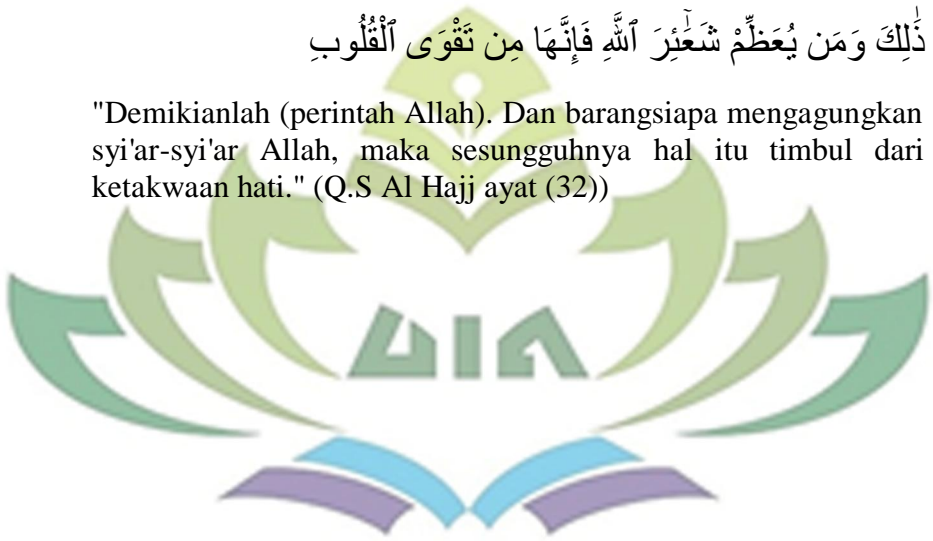 ذَٰلِكَ وَمَن يُعَظِّمْ شَعَٰٓئِرَ ٱللَّهِ فَإِنَّهَا مِن تَقْوَى ٱلْقُلُوبِ
"Demikianlah (perintah Allah). Dan barangsiapa mengagungkan
syi'ar-syi'ar Allah, maka sesungguhnya hal itu timbul dari
ketakwaan hati." (Q.S Al Hajj ayat (32))
UIN